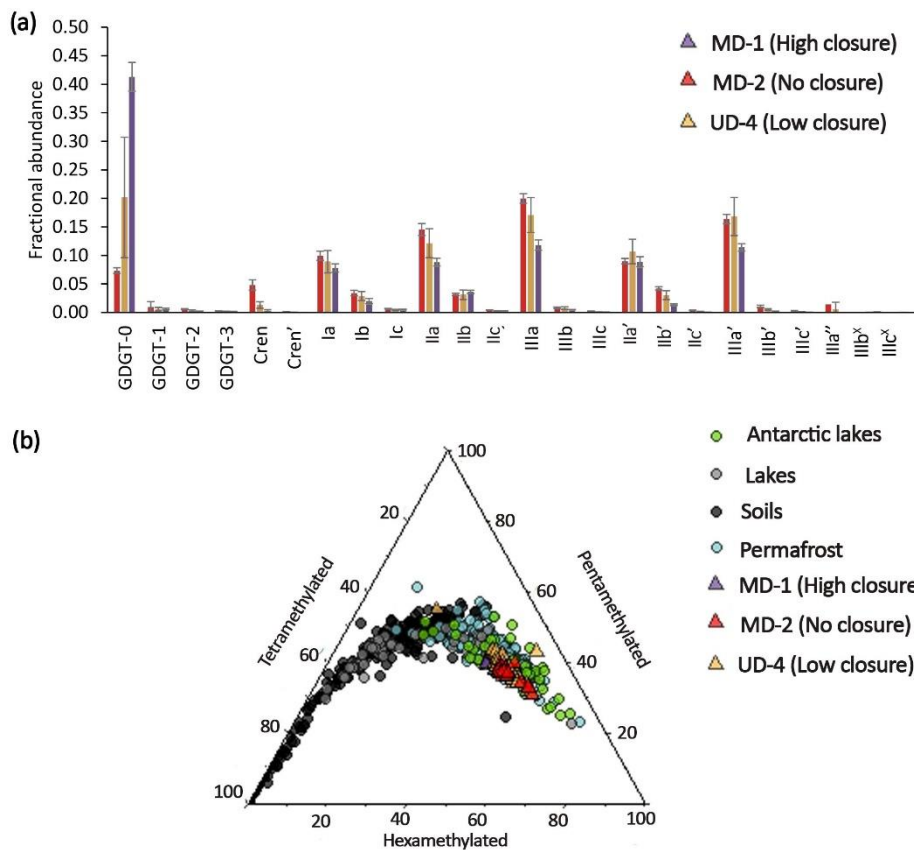 (a)
0.50
0.45
0.40
0.35
0.30
0.25
0.20
0.15
0.10
0.05
0.00
Fractional abundance
MD-1 (High closure)
MD-2 (No closure)
UD-4 (Low closure)
GDGT-0
GDGT-1
GDGT-2
GDGT-3
Cren
Cren′
Ia
Ib
Ic
IIa
IIb
IIc
IIIa
IIIb
IIIc
IIa′
IIb′
IIc′
IIIa′
IIIb′
IIIc′
IIIa″
IIIbˣ
IIIcˣ
(b)
Antarctic lakes
Lakes
Soils
Permafrost
MD-1 (High closure
MD-2 (No closure)
UD-4 (Low closure)
Tetramethylated
20
40
60
80
100
Pentamethylated
100
80
60
40
20
20
40
60
80
100
Hexamethylated